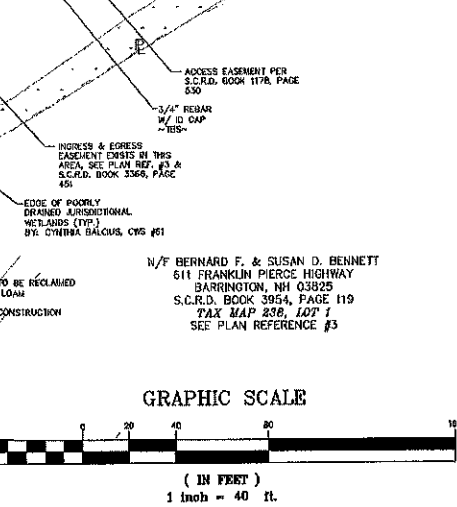 PL
ACCESS EASEMENT PER
S.C.R.D. BOOK 1178, PAGE
530
3/4" REBAR
W/ ID CAP
~TBS~
INGRESS & EGRESS
EASEMENT EXISTS IN THIS
AREA, SEE PLAN REF. #3 &
S.C.R.D. BOOK 3366, PAGE
451
EDGE OF POORLY
DRAINED JURISDICTIONAL
WETLANDS (TYP.)
BY: CYNTHIA BALCIUS, CWS #61
TO BE RECLAIMED
LOAM
CONSTRUCTION
N/F BERNARD F. & SUSAN D. BENNETT
611 FRANKLIN PIERCE HIGHWAY
BARRINGTON, NH 03825
S.C.R.D. BOOK 3954, PAGE 119
TAX MAP 238, LOT 1
SEE PLAN REFERENCE #3
GRAPHIC SCALE
0 20 40 80
( IN FEET )
1 inch = 40 ft.